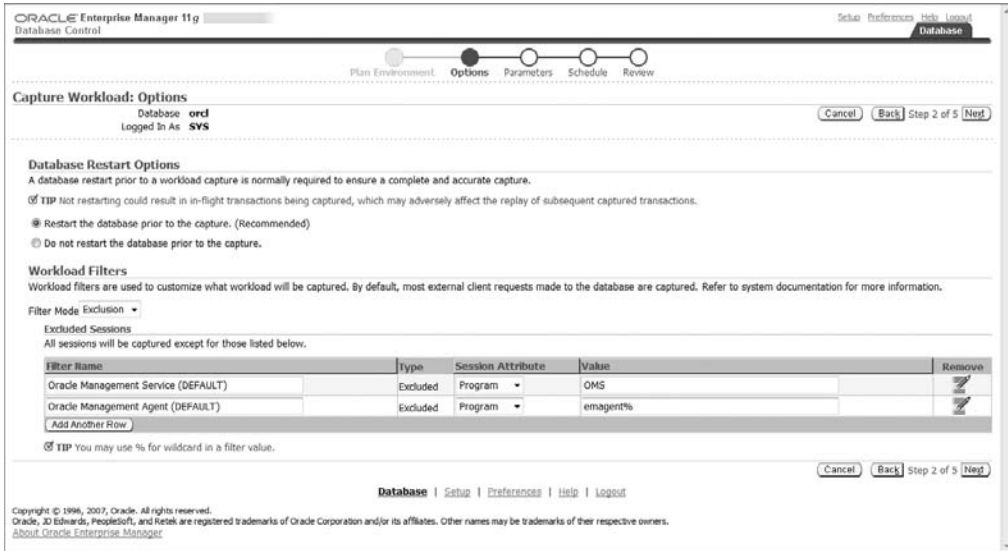 ORACLE Enterprise Manager 11g
Database Control
Setup Preferences Help Logout
Database
Plan Environment Options Parameters Schedule Review
Capture Workload: Options
Database orcl
Logged In As SYS
Cancel Back Step 2 of 5 Next
Database Restart Options
A database restart prior to a workload capture is normally required to ensure a complete and accurate capture.
TIP Not restarting could result in in-flight transactions being captured, which may adversely affect the replay of subsequent captured transactions.
Restart the database prior to the capture. (Recommended)
Do not restart the database prior to the capture.
Workload Filters
Workload filters are used to customize what workload will be captured. By default, most external client requests made to the database are captured. Refer to system documentation for more information.
Filter Mode Exclusion
Excluded Sessions
All sessions will be captured except for those listed below.
Filter Name Type Session Attribute Value Remove
Oracle Management Service (DEFAULT) Excluded Program OMS
Oracle Management Agent (DEFAULT) Excluded Program emagent%
Add Another Row
TIP You may use % for wildcard in a filter value.
Cancel Back Step 2 of 5 Next
Database | Setup | Preferences | Help | Logout
Copyright © 1996, 2007, Oracle. All rights reserved.
Oracle, JD Edwards, PeopleSoft, and Retek are registered trademarks of Oracle Corporation and/or its affiliates. Other names may be trademarks of their respective owners.
About Oracle Enterprise Manager